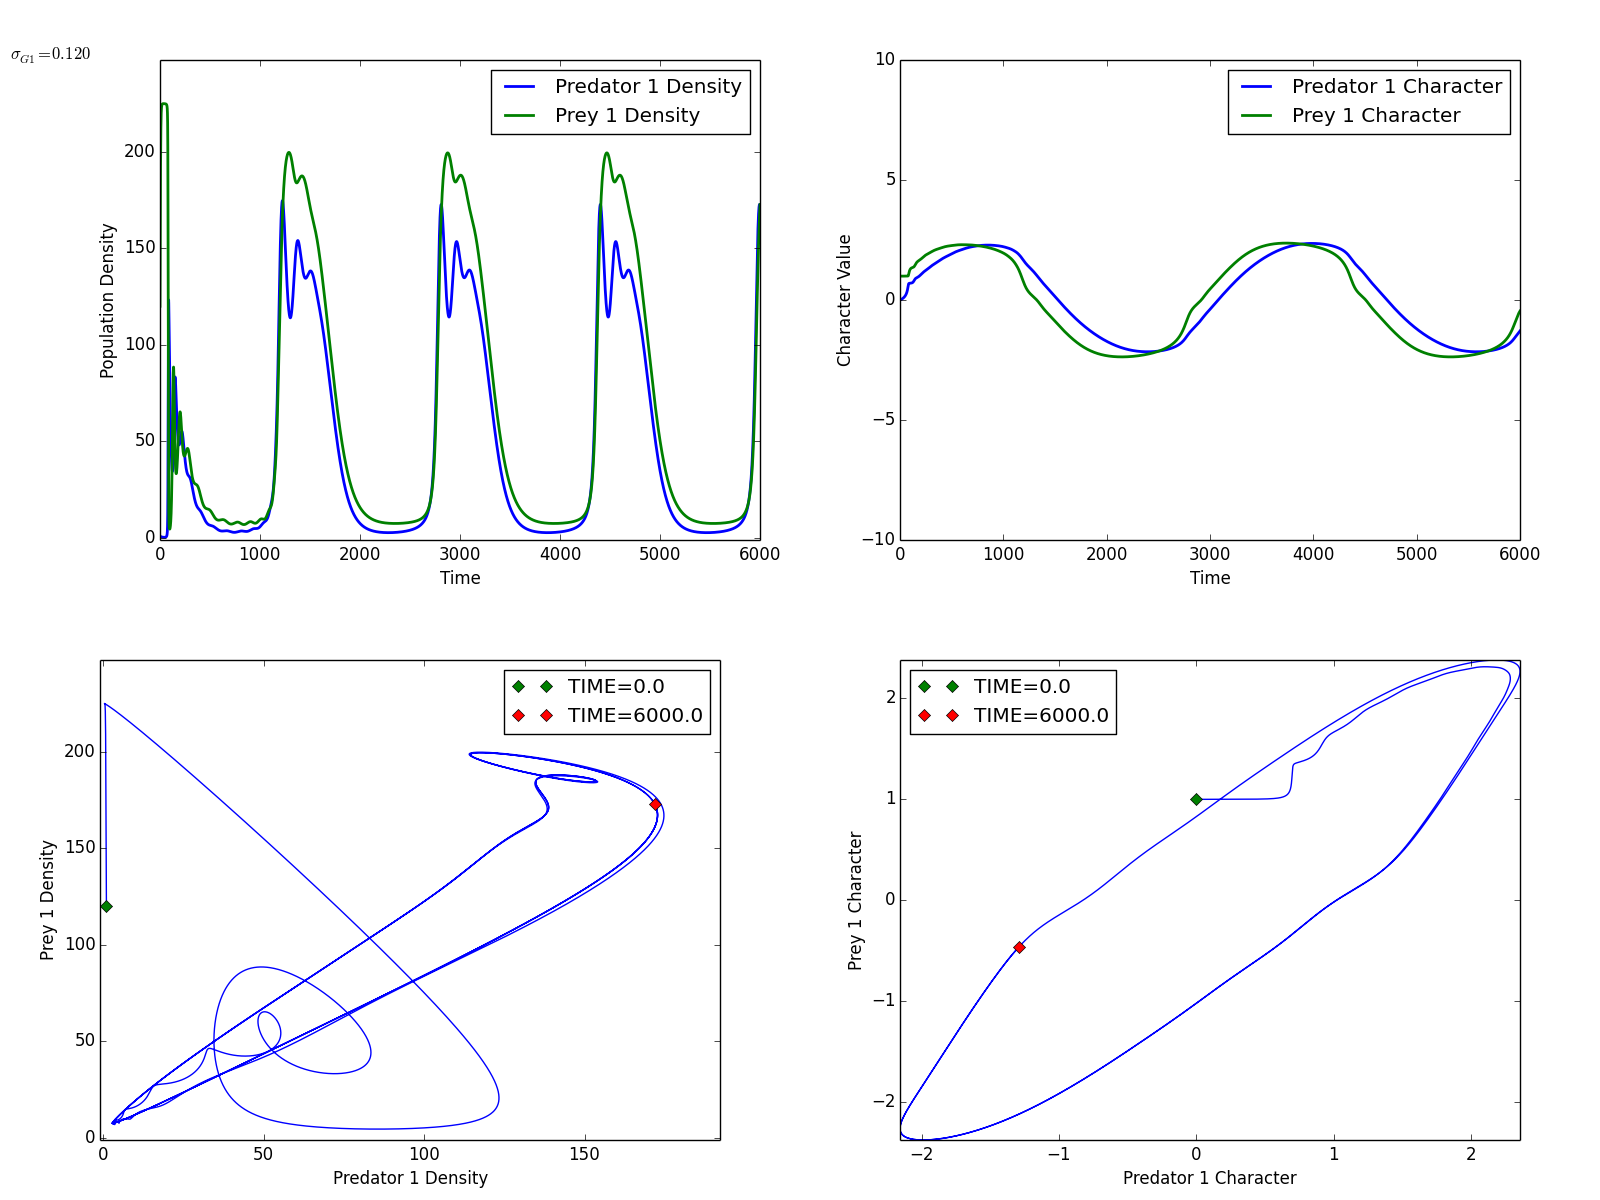 σ_G1=0.120
Predator 1 Density
Prey 1 Density
200
150
100
50
0
Population Density
0 1000 2000 3000 4000 5000 6000
Time
Predator 1 Character
Prey 1 Character
10
5
0
−5
−10
Character Value
0 1000 2000 3000 4000 5000 6000
Time
TIME=0.0
TIME=6000.0
200
150
100
50
0
Prey 1 Density
0 50 100 150
Predator 1 Density
TIME=0.0
TIME=6000.0
2
1
0
−1
−2
Prey 1 Character
−2 −1 0 1 2
Predator 1 Character